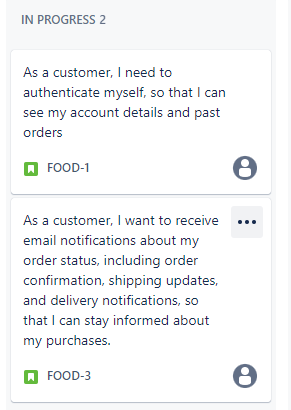 IN PROGRESS 2
As a customer, I need to
authenticate myself, so that I can
see my account details and past
orders
FOOD-1
As a customer, I want to receive
email notifications about my
order status, including order
confirmation, shipping updates,
and delivery notifications, so
that I can stay informed about
my purchases.
FOOD-3